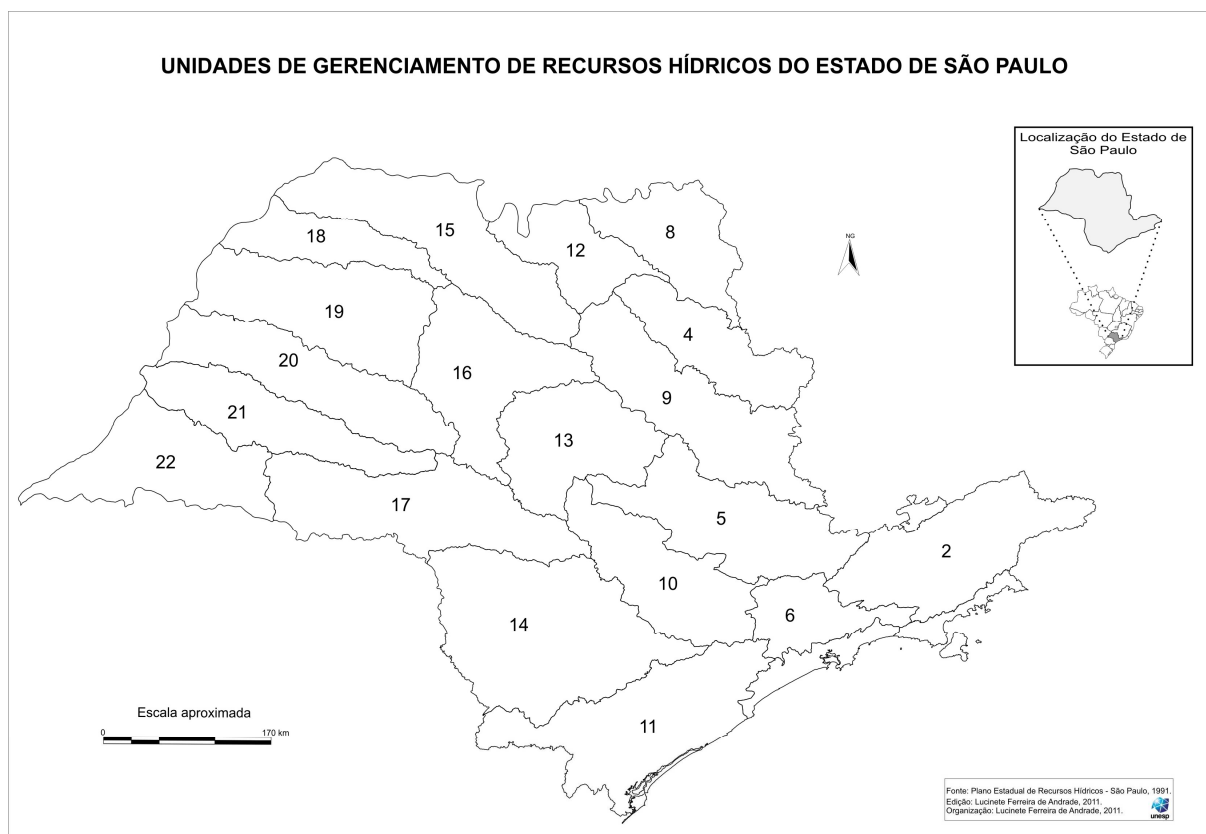 UNIDADES DE GERENCIAMENTO DE RECURSOS HÍDRICOS DO ESTADO DE SÃO PAULO
Localização do Estado de
São Paulo
NG
15
8
18
12
19
4
20
16
9
21
13
22
17
5
2
10
6
14
11
Escala aproximada
0 170 km
Fonte: Plano Estadual de Recursos Hídricos - São Paulo, 1991.
Edição: Lucinete Ferreira de Andrade, 2011.
Organização: Lucinete Ferreira de Andrade, 2011.
unesp